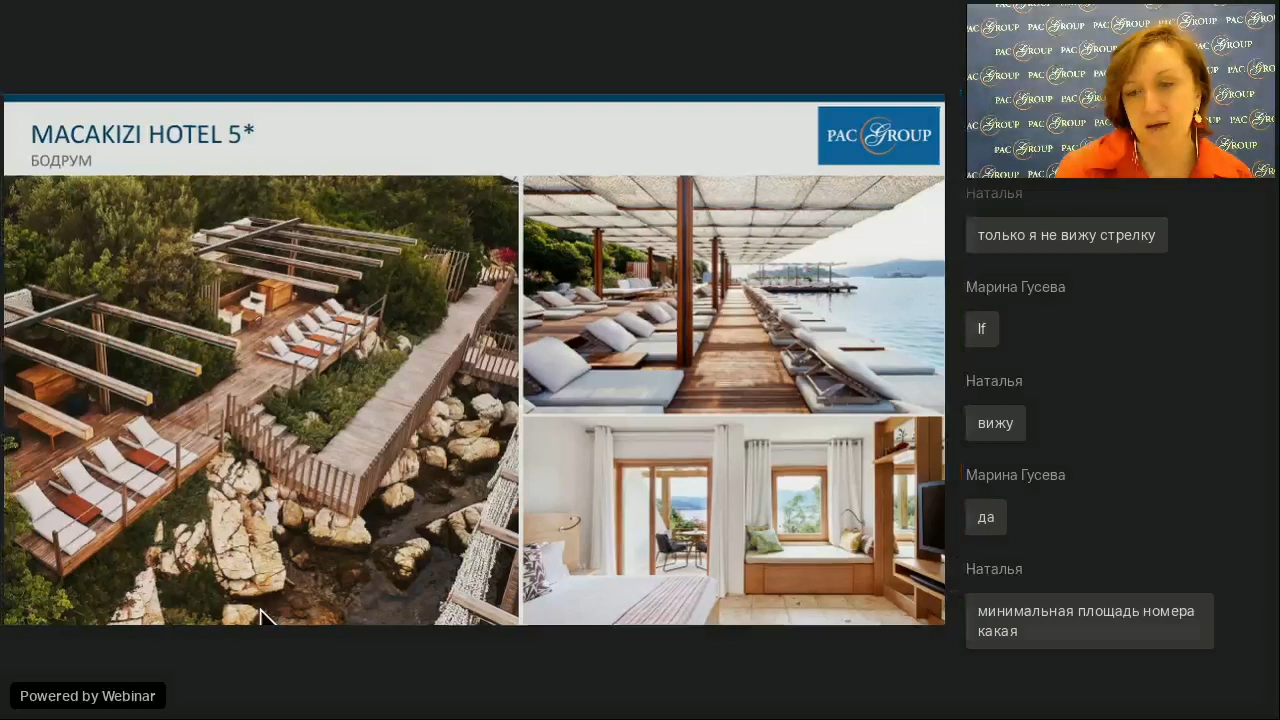 MACAKIZI HOTEL 5*
БОДРУМ
PAC GROUP
Наталья
только я не вижу стрелку
Марина Гусева
lf
Наталья
вижу
Марина Гусева
да
Наталья
минимальная площадь номера
какая
Powered by Webinar